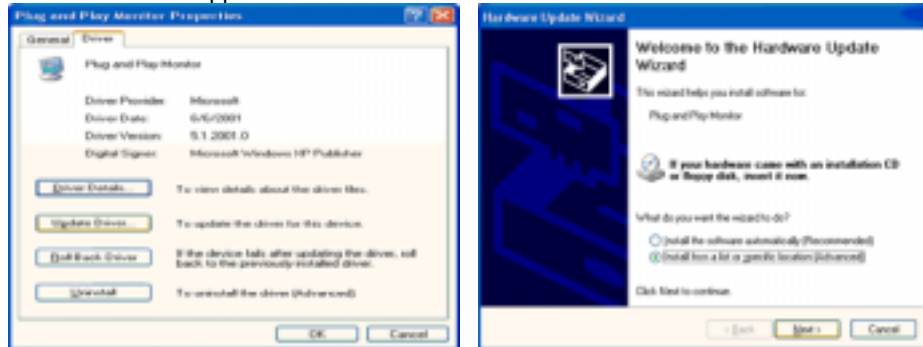 Plug and Play Monitor Properties
General Driver
Plug and Play Monitor
Driver Provider: Microsoft
Driver Date: 6/6/2001
Driver Version: 5.1.2001.0
Digital Signer: Microsoft Windows XP Publisher
Driver Details... To view details about the driver files.
Update Driver... To update the driver for this device.
Roll Back Driver If the device fails after updating the driver, roll
back to the previously installed driver.
Uninstall To uninstall the driver (Advanced).
OK Cancel
Hardware Update Wizard
Welcome to the Hardware Update
Wizard
This wizard helps you install software for:
Plug and Play Monitor
If your hardware came with an installation CD
or floppy disk, insert it now.
What do you want the wizard to do?
Install the software automatically (Recommended)
Install from a list or specific location (Advanced)
Click Next to continue.
< Back Next > Cancel